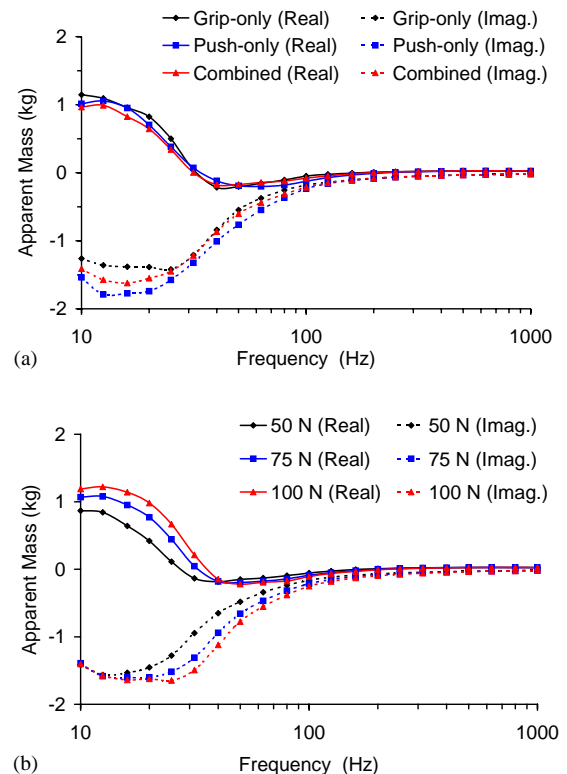 Grip-only (Real) Grip-only (Imag.)
Push-only (Real) Push-only (Imag.)
Combined (Real) Combined (Imag.)
2
1
0
-1
-2
Apparent Mass (kg)
10 100 1000
(a) Frequency (Hz)
50 N (Real) 50 N (Imag.)
75 N (Real) 75 N (Imag.)
100 N (Real) 100 N (Imag.)
2
1
0
-1
-2
Apparent Mass (kg)
10 100 1000
(b) Frequency (Hz)